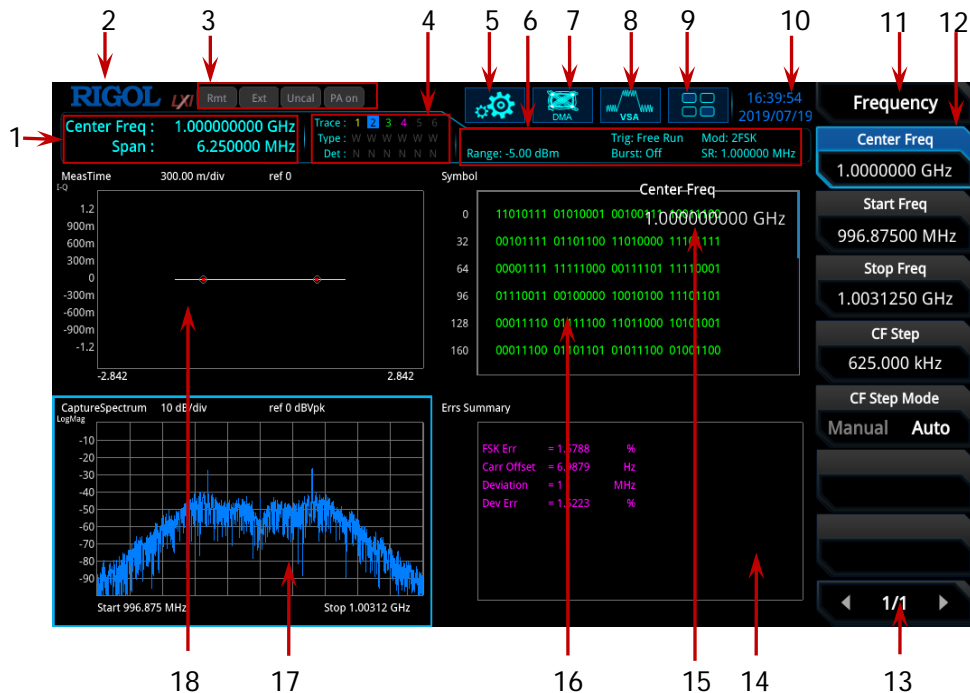 2 3 4 5 6 7 8 9 10 11 12
RIGOL LXI Rmt Ext Uncal PA on
DMA VSA
16:39:54
2019/07/19
Frequency
1
Center Freq : 1.000000000 GHz
Span : 6.250000 MHz
Trace : 1 2 3 4 5 6
Type : W W W W W W
Det : N N N N N N
Trig: Free Run Mod: 2FSK
Range: -5.00 dBm Burst: Off SR: 1.000000 MHz
Center Freq
1.0000000 GHz
Start Freq
996.87500 MHz
Stop Freq
1.0031250 GHz
CF Step
625.000 kHz
CF Step Mode
Manual Auto
1/1
MeasTime 300.00 m/div ref 0
I-Q
1.2
900m
600m
300m
0
-300m
-600m
-900m
-1.2
-2.842 2.842
Symbol
Center Freq
1.000000000 GHz
0 11010111 01010001 00100111 10011100
32 00101111 01101100 11010000 11101111
64 00001111 11111000 00111101 11110001
96 01110011 00100000 10010100 11101101
128 00011110 01111100 11011000 10101001
160 00011100 01101101 01011100 01001100
CaptureSpectrum 10 dB/div ref 0 dBVpk
LogMag
-10
-20
-30
-40
-50
-60
-70
-80
-90
Start 996.875 MHz Stop 1.00312 GHz
Errs Summary
FSK Err %
Carr Offset Hz
Deviation = 1 MHz
Dev Err %
18 17 16 15 14 13